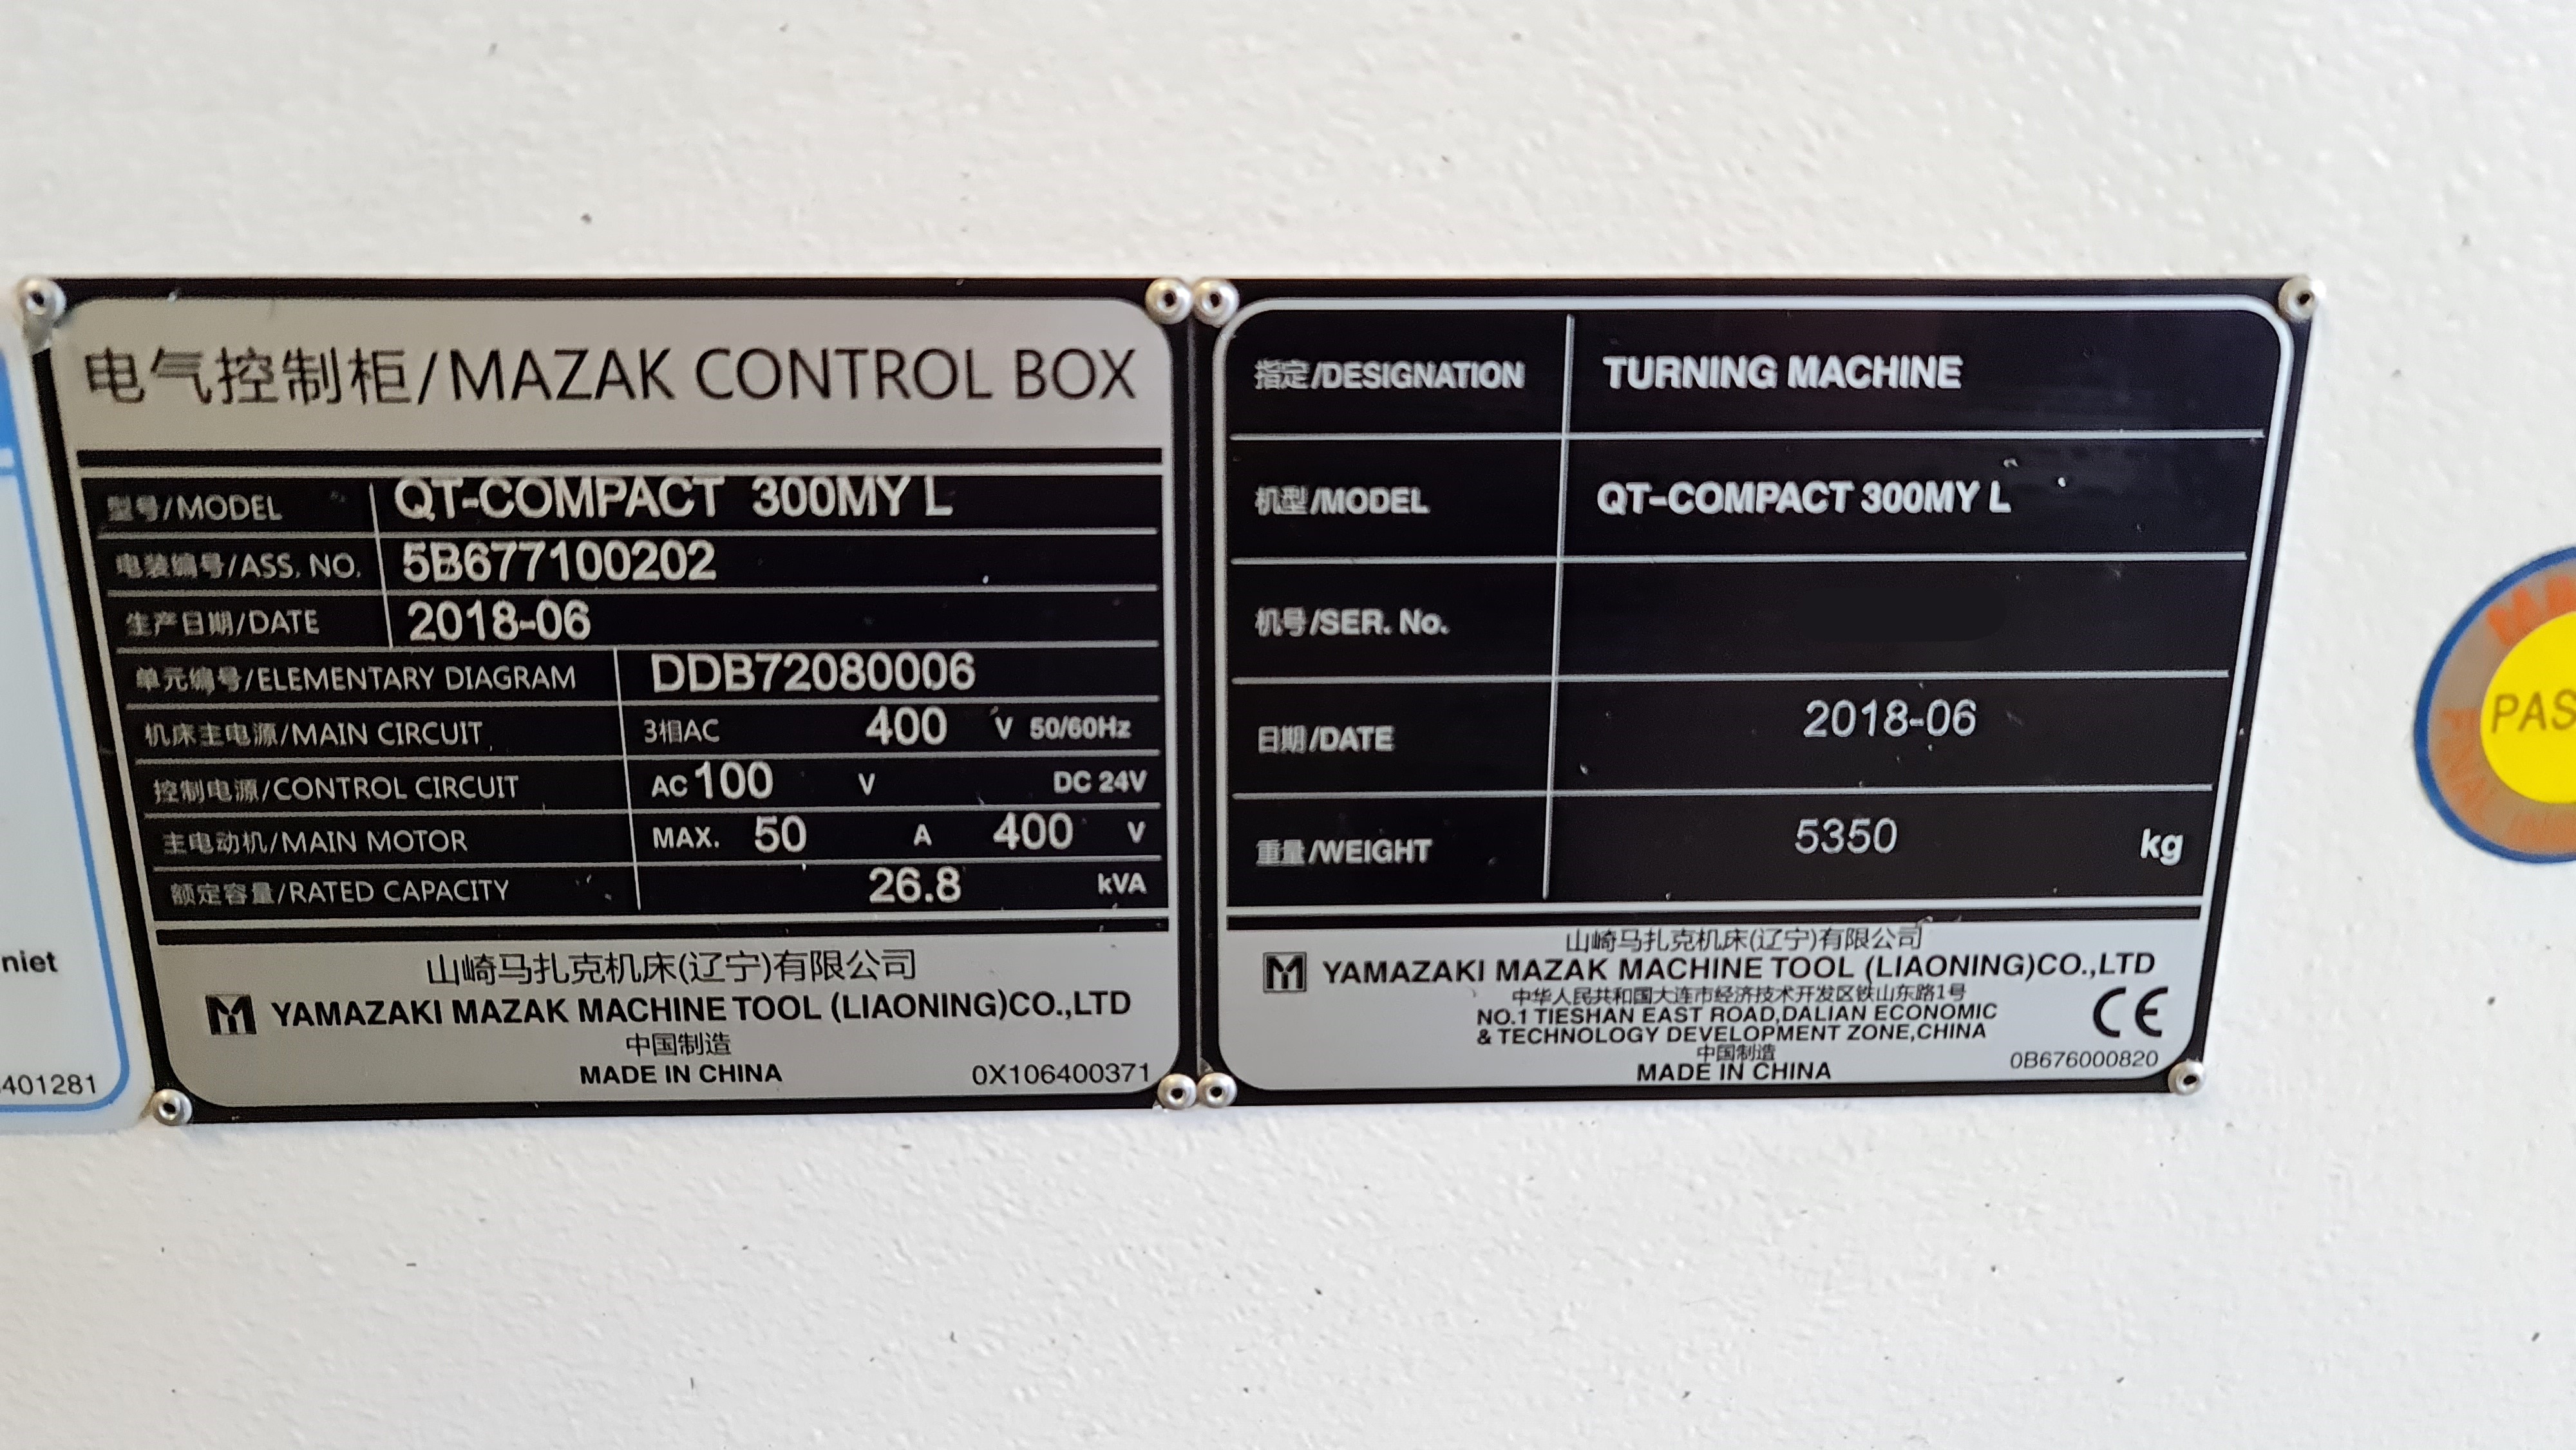 电气控制柜/MAZAK CONTROL BOX
型号/MODEL QT-COMPACT 300MY L
电装编号/ASS. NO. 5B677100202
生产日期/DATE 2018-06
单元编号/ELEMENTARY DIAGRAM DDB72080006
机床主电源/MAIN CIRCUIT 3相AC 400 V 50/60Hz
控制电源/CONTROL CIRCUIT AC 100 V DC 24V
主电动机/MAIN MOTOR MAX. 50 A 400 V
额定容量/RATED CAPACITY 26.8 kVA
山崎马扎克机床(辽宁)有限公司
YAMAZAKI MAZAK MACHINE TOOL (LIAONING)CO.,LTD
中国制造
MADE IN CHINA 0X106400371
指定/DESIGNATION TURNING MACHINE
机型/MODEL QT-COMPACT 300MY L
机号/SER. No.
日期/DATE 2018-06
重量/WEIGHT 5350 kg
山崎马扎克机床(辽宁)有限公司
YAMAZAKI MAZAK MACHINE TOOL (LIAONING)CO.,LTD
中华人民共和国大连市经济技术开发区铁山东路1号
NO.1 TIESHAN EAST ROAD,DALIAN ECONOMIC
& TECHNOLOGY DEVELOPMENT ZONE,CHINA
CE
中国制造
MADE IN CHINA 0B676000820
niet
401281
PAS